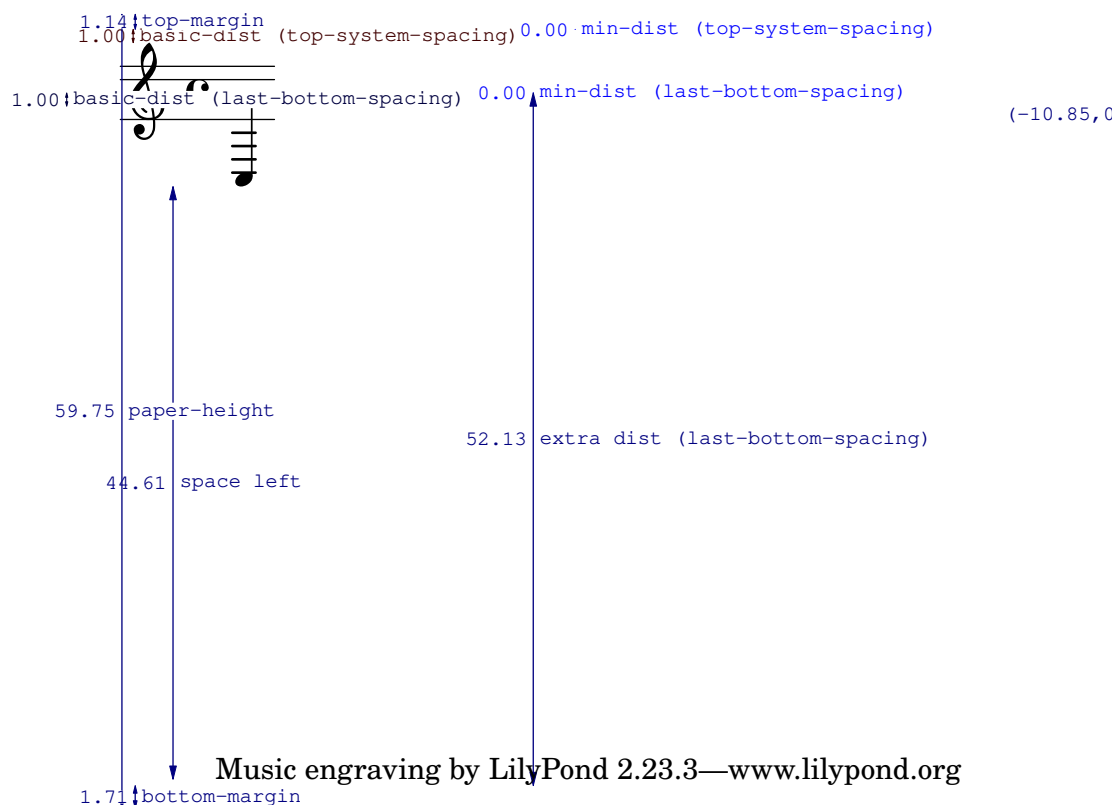 1.14 top-margin
1.00 basic-dist (top-system-spacing) 0.00 min-dist (top-system-spacing)
1.00 basic-dist (last-bottom-spacing) 0.00 min-dist (last-bottom-spacing)
(-10.85,0
59.75 paper-height
52.13 extra dist (last-bottom-spacing)
44.61 space left
Music engraving by LilyPond 2.23.3—www.lilypond.org
1.71 bottom-margin